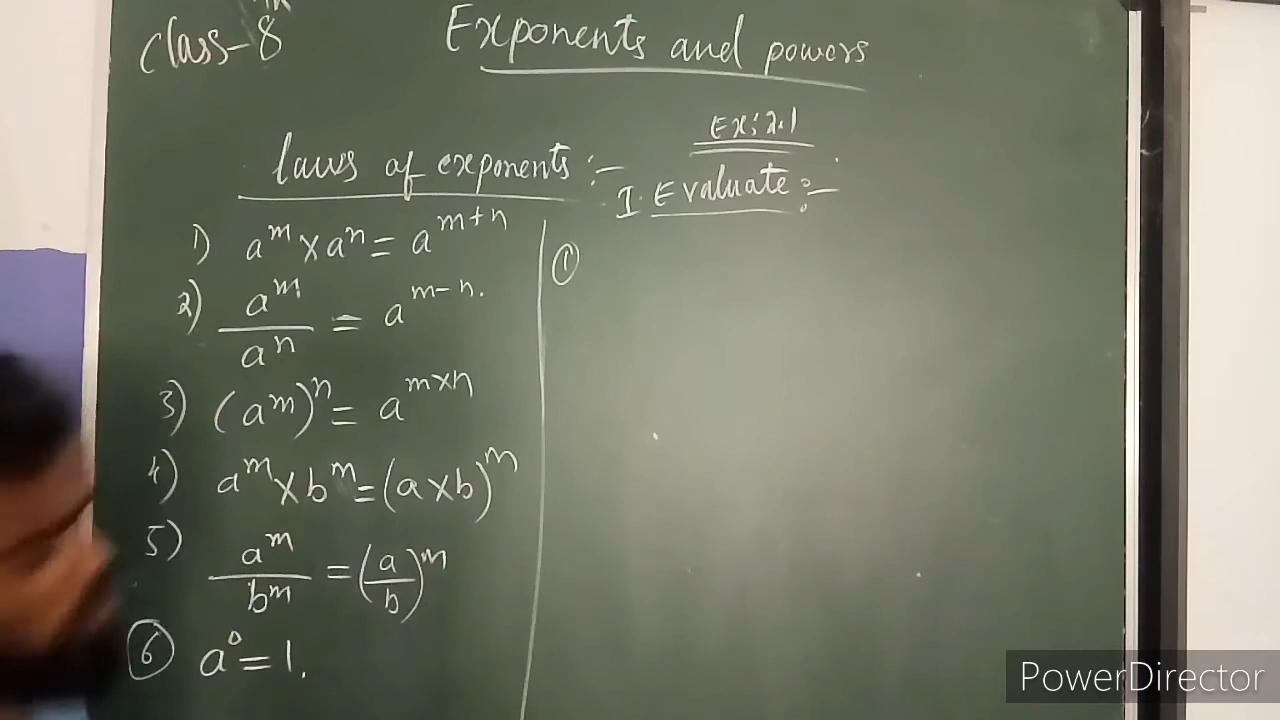 class-8th
Exponents and powers
laws of exponents :-
1) a^m × a^n = a^{m+n}
2) a^m / a^n = a^{m-n}.
3) (a^m)^n = a^{m×n}
4) a^m × b^m = (a×b)^m
5) a^m / b^m = (a/b)^m
6 a^0 = 1.
Ex: 2.1
I. Evaluate :-
1
PowerDirector